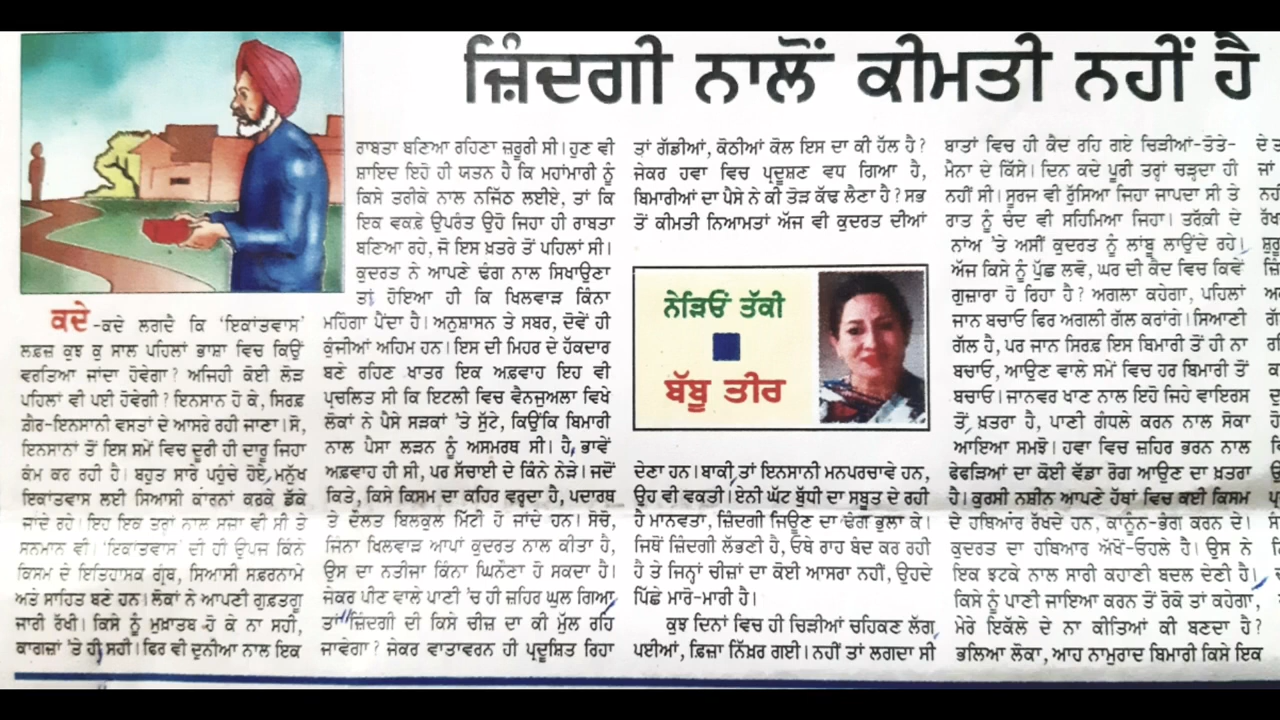 ਜ਼ਿੰਦਗੀ ਨਾਲੋਂ ਕੀਮਤੀ ਨਹੀਂ ਹੈ
ਕਦੇ -ਕਦੇ ਲਗਦੈ ਕਿ 'ਇਕਾਂਤਵਾਸ'
ਲਫ਼ਜ਼ ਕੁਝ ਕੁ ਸਾਲ ਪਹਿਲਾਂ ਭਾਸ਼ਾ ਵਿਚ ਕਿਉਂ
ਵਰਤਿਆ ਜਾਂਦਾ ਹੋਵੇਗਾ? ਅਜਿਹੀ ਕੋਈ ਲੋੜ
ਪਹਿਲਾਂ ਵੀ ਪਈ ਹੋਵੇਗੀ? ਇਨਸਾਨ ਹੋ ਕੇ, ਸਿਰਫ਼
ਗ਼ੈਰ-ਇਨਸਾਨੀ ਵਸਤਾਂ ਦੇ ਆਸਰੇ ਰਹੀ ਜਾਣਾ। ਸੋ,
ਇਨਸਾਨਾਂ ਤੋਂ ਇਸ ਸਮੇਂ ਵਿਚ ਦੂਰੀ ਹੀ ਦਾਰੂ ਜਿਹਾ
ਕੰਮ ਕਰ ਰਹੀ ਹੈ। ਬਹੁਤ ਸਾਰੇ ਪਹੁੰਚੇ ਹੋਏ ਮਨੁੱਖ
ਇਕਾਂਤਵਾਸ ਲਈ ਸਿਆਸੀ ਕਾਰਨਾਂ ਕਰਕੇ ਡੱਕੇ
ਜਾਂਦੇ ਰਹੇ। ਇਹ ਇਕ ਤਰਾਂ ਨਾਲ ਸਜ਼ਾ ਵੀ ਸੀ ਤੇ
ਸਨਮਾਨ ਵੀ। 'ਇਕਾਂਤਵਾਸ' ਦੀ ਹੀ ਉਪਜ ਕਿੰਨੇ
ਕਿਸਮ ਦੇ ਇਤਿਹਾਸਕ ਗ੍ਰੰਥ, ਸਿਆਸੀ ਸਫ਼ਰਨਾਮੇ
ਅਤੇ ਸਾਹਿਤ ਬਣੇ ਹਨ। ਲੋਕਾਂ ਨੇ ਆਪਣੀ ਗੁਫ਼ਤਗੂ
ਜਾਰੀ ਰੱਖੀ। ਕਿਸੇ ਨੂੰ ਮੁਖ਼ਾਤਬ ਹੋ ਕੇ ਨਾ ਸਹੀ,
ਕਾਗਜ਼ਾਂ 'ਤੇ ਹੀ ਸਹੀ। ਫਿਰ ਵੀ ਦੁਨੀਆ ਨਾਲ ਇਕ
ਰਾਬਤਾ ਬਣਿਆ ਰਹਿਣਾ ਜ਼ਰੂਰੀ ਸੀ। ਹੁਣ ਵੀ
ਸ਼ਾਇਦ ਇਹੋ ਹੀ ਯਤਨ ਹੈ ਕਿ ਮਹਾਂਮਾਰੀ ਨੂੰ
ਕਿਸੇ ਤਰੀਕੇ ਨਾਲ ਨਜਿੱਠ ਲਈਏ, ਤਾਂ ਕਿ
ਇਕ ਵਕਫ਼ੇ ਉਪਰੰਤ ਉਹੋ ਜਿਹਾ ਹੀ ਰਾਬਤਾ
ਬਣਿਆ ਰਹੇ, ਜੋ ਇਸ ਖ਼ਤਰੇ ਤੋਂ ਪਹਿਲਾਂ ਸੀ।
ਕੁਦਰਤ ਨੇ ਆਪਣੇ ਢੰਗ ਨਾਲ ਸਿਖਾਉਣਾ
ਤਾਂ ਹੋਇਆ ਹੀ ਕਿ ਖਿਲਵਾੜ ਕਿੰਨਾ
ਮਹਿੰਗਾ ਪੈਂਦਾ ਹੈ। ਅਨੁਸ਼ਾਸਨ ਤੇ ਸਬਰ, ਦੋਵੇਂ ਹੀ
ਕੁੰਜੀਆਂ ਅਹਿਮ ਹਨ। ਇਸ ਦੀ ਮਿਹਰ ਦੇ ਹੱਕਦਾਰ
ਬਣੇ ਰਹਿਣ ਖਾਤਰ ਇਕ ਅਫ਼ਵਾਹ ਇਹ ਵੀ
ਪ੍ਰਚਲਿਤ ਸੀ ਕਿ ਇਟਲੀ ਵਿਚ ਵੈਨਜੁਅਲਾ ਵਿਖੇ
ਲੋਕਾਂ ਨੇ ਪੈਸੇ ਸੜਕਾਂ 'ਤੇ ਸੁੱਟੇ, ਕਿਉਂਕਿ ਬਿਮਾਰੀ
ਨਾਲ ਪੈਸਾ ਲੜਨ ਨੂੰ ਅਸਮਰਥ ਸੀ। ਹੈ, ਭਾਵੇਂ
ਅਫ਼ਵਾਹ ਹੀ ਸੀ, ਪਰ ਸੱਚਾਈ ਦੇ ਕਿੰਨੇ ਨੇੜੇ। ਜਦੋਂ
ਕਿਤੇ, ਕਿਸੇ ਕਿਸਮ ਦਾ ਕਹਿਰ ਵਰ੍ਹਦਾ ਹੈ, ਪਦਾਰਥ
ਤੇ ਦੌਲਤ ਬਿਲਕੁਲ ਮਿੱਟੀ ਹੋ ਜਾਂਦੇ ਹਨ। ਸੋਚੋ,
ਜਿੰਨਾ ਖਿਲਵਾੜ ਆਪਾਂ ਕੁਦਰਤ ਨਾਲ ਕੀਤਾ ਹੈ,
ਉਸ ਦਾ ਨਤੀਜਾ ਕਿੰਨਾ ਘਿਨੌਣਾ ਹੋ ਸਕਦਾ ਹੈ।
ਜੇਕਰ ਪੀਣ ਵਾਲੇ ਪਾਣੀ 'ਚ ਹੀ ਜ਼ਹਿਰ ਘੁਲ ਗਿਆ
ਤਾਂ ਜ਼ਿੰਦਗੀ ਦੀ ਕਿਸੇ ਚੀਜ਼ ਦਾ ਕੀ ਮੁੱਲ ਰਹਿ
ਜਾਵੇਗਾ? ਜੇਕਰ ਵਾਤਾਵਰਨ ਹੀ ਪ੍ਰਦੂਸ਼ਿਤ ਰਿਹਾ
ਤਾਂ ਗੱਡੀਆਂ, ਕੋਠੀਆਂ ਕੋਲ ਇਸ ਦਾ ਕੀ ਹੱਲ ਹੈ?
ਜੇਕਰ ਹਵਾ ਵਿਚ ਪ੍ਰਦੂਸ਼ਣ ਵਧ ਗਿਆ ਹੈ,
ਬਿਮਾਰੀਆਂ ਦਾ ਪੈਸੇ ਨੇ ਕੀ ਤੋੜ ਕੱਢ ਲੈਣਾ ਹੈ? ਸਭ
ਤੋਂ ਕੀਮਤੀ ਨਿਆਮਤਾਂ ਅੱਜ ਵੀ ਕੁਦਰਤ ਦੀਆਂ
ਨੇੜਿਓਂ ਤੱਕੀ
ਬੱਬੂ ਤੀਰ
ਦੇਣਾ ਹਨ। ਬਾਕੀ ਤਾਂ ਇਨਸਾਨੀ ਮਨਪਰਚਾਵੇ ਹਨ,
ਉਹ ਵੀ ਵਕਤੀ। ਏਨੀ ਘੱਟ ਬੁੱਧੀ ਦਾ ਸਬੂਤ ਦੇ ਰਹੀ
ਹੈ ਮਾਨਵਤਾ, ਜ਼ਿੰਦਗੀ ਜਿਊਣ ਦਾ ਢੰਗ ਭੁਲਾ ਕੇ।
ਜਿਥੋਂ ਜ਼ਿੰਦਗੀ ਲੱਭਣੀ ਹੈ, ਓਥੇ ਰਾਹ ਬੰਦ ਕਰ ਰਹੀ
ਹੈ ਤੇ ਜਿਨ੍ਹਾਂ ਚੀਜ਼ਾਂ ਦਾ ਕੋਈ ਆਸਰਾ ਨਹੀਂ, ਉਹਦੇ
ਪਿੱਛੇ ਮਾਰੋ-ਮਾਰੀ ਹੈ।
ਕੁਝ ਦਿਨਾਂ ਵਿਚ ਹੀ ਚਿੜੀਆਂ ਚਹਿਕਣ ਲੱਗ
ਪਈਆਂ, ਫ਼ਿਜ਼ਾ ਨਿੱਖ਼ਰ ਗਈ। ਨਹੀਂ ਤਾਂ ਲਗਦਾ ਸੀ
ਬਾਤਾਂ ਵਿਚ ਹੀ ਕੈਦ ਰਹਿ ਗਏ ਚਿੜੀਆਂ-ਤੋਤੇ-
ਮੈਨਾ ਦੇ ਕਿੱਸੇ। ਦਿਨ ਕਦੇ ਪੂਰੀ ਤਰ੍ਹਾਂ ਚੜ੍ਹਦਾ ਹੀ
ਨਹੀਂ ਸੀ। ਸੂਰਜ ਵੀ ਰੁੱਸਿਆ ਜਿਹਾ ਜਾਪਦਾ ਸੀ ਤੇ
ਰਾਤ ਨੂੰ ਚੰਦ ਵੀ ਸਹਿਮਿਆ ਜਿਹਾ। ਤਰੱਕੀ ਦੇ
ਨਾਂਅ 'ਤੇ ਅਸੀਂ ਕੁਦਰਤ ਨੂੰ ਲਾਂਬੂ ਲਾਉਂਦੇ ਰਹੇ।
ਅੱਜ ਕਿਸੇ ਨੂੰ ਪੁੱਛ ਲਵੋ, ਘਰ ਦੀ ਕੈਦ ਵਿਚ ਕਿਵੇਂ
ਗੁਜ਼ਾਰਾ ਹੋ ਰਿਹਾ ਹੈ? ਅਗਲਾ ਕਹੇਗਾ, ਪਹਿਲਾਂ
ਜਾਨ ਬਚਾਓ ਫਿਰ ਅਗਲੀ ਗੱਲ ਕਰਾਂਗੇ। ਸਿਆਣੀ
ਗੱਲ ਹੈ, ਪਰ ਜਾਨ ਸਿਰਫ਼ ਇਸ ਬਿਮਾਰੀ ਤੋਂ ਹੀ ਨਾ
ਬਚਾਓ, ਆਉਣ ਵਾਲੇ ਸਮੇਂ ਵਿਚ ਹਰ ਬਿਮਾਰੀ ਤੋਂ
ਬਚਾਓ। ਜਾਨਵਰ ਖਾਣ ਨਾਲ ਇਹੋ ਜਿਹੇ ਵਾਇਰਸ
ਤੋਂ ਖ਼ਤਰਾ ਹੈ, ਪਾਣੀ ਗੰਧਲੇ ਕਰਨ ਨਾਲ ਸੋਕਾ
ਆਇਆ ਸਮਝੋ। ਹਵਾ ਵਿਚ ਜ਼ਹਿਰ ਭਰਨ ਨਾਲ
ਫੇਫੜਿਆਂ ਦਾ ਕੋਈ ਵੱਡਾ ਰੋਗ ਆਉਣ ਦਾ ਖ਼ਤਰਾ
ਹੈ। ਕੁਰਸੀ ਨਸ਼ੀਨ ਆਪਣੇ ਹੱਥਾਂ ਵਿਚ ਕਈ ਕਿਸਮ
ਦੇ ਹਥਿਆਰ ਰੱਖਦੇ ਹਨ, ਕਾਨੂੰਨ-ਭੰਗ ਕਰਨ ਦੇ।
ਕੁਦਰਤ ਦਾ ਹਥਿਆਰ ਅੱਖੋਂ-ਓਹਲੇ ਹੈ। ਉਸ ਨੇ
ਇਕ ਝਟਕੇ ਨਾਲ ਸਾਰੀ ਕਹਾਣੀ ਬਦਲ ਦੇਣੀ ਹੈ।
ਕਿਸੇ ਨੂੰ ਪਾਣੀ ਜ਼ਾਇਆ ਕਰਨ ਤੋਂ ਰੋਕੋ ਤਾਂ ਕਹੇਗਾ,
ਮੇਰੇ ਇਕੱਲੇ ਦੇ ਨਾ ਕੀਤਿਆਂ ਕੀ ਬਣਦਾ ਹੈ?
ਭਲਿਆ ਲੋਕਾ, ਆਹ ਨਾਮੁਰਾਦ ਬਿਮਾਰੀ ਕਿਸੇ ਇਕ